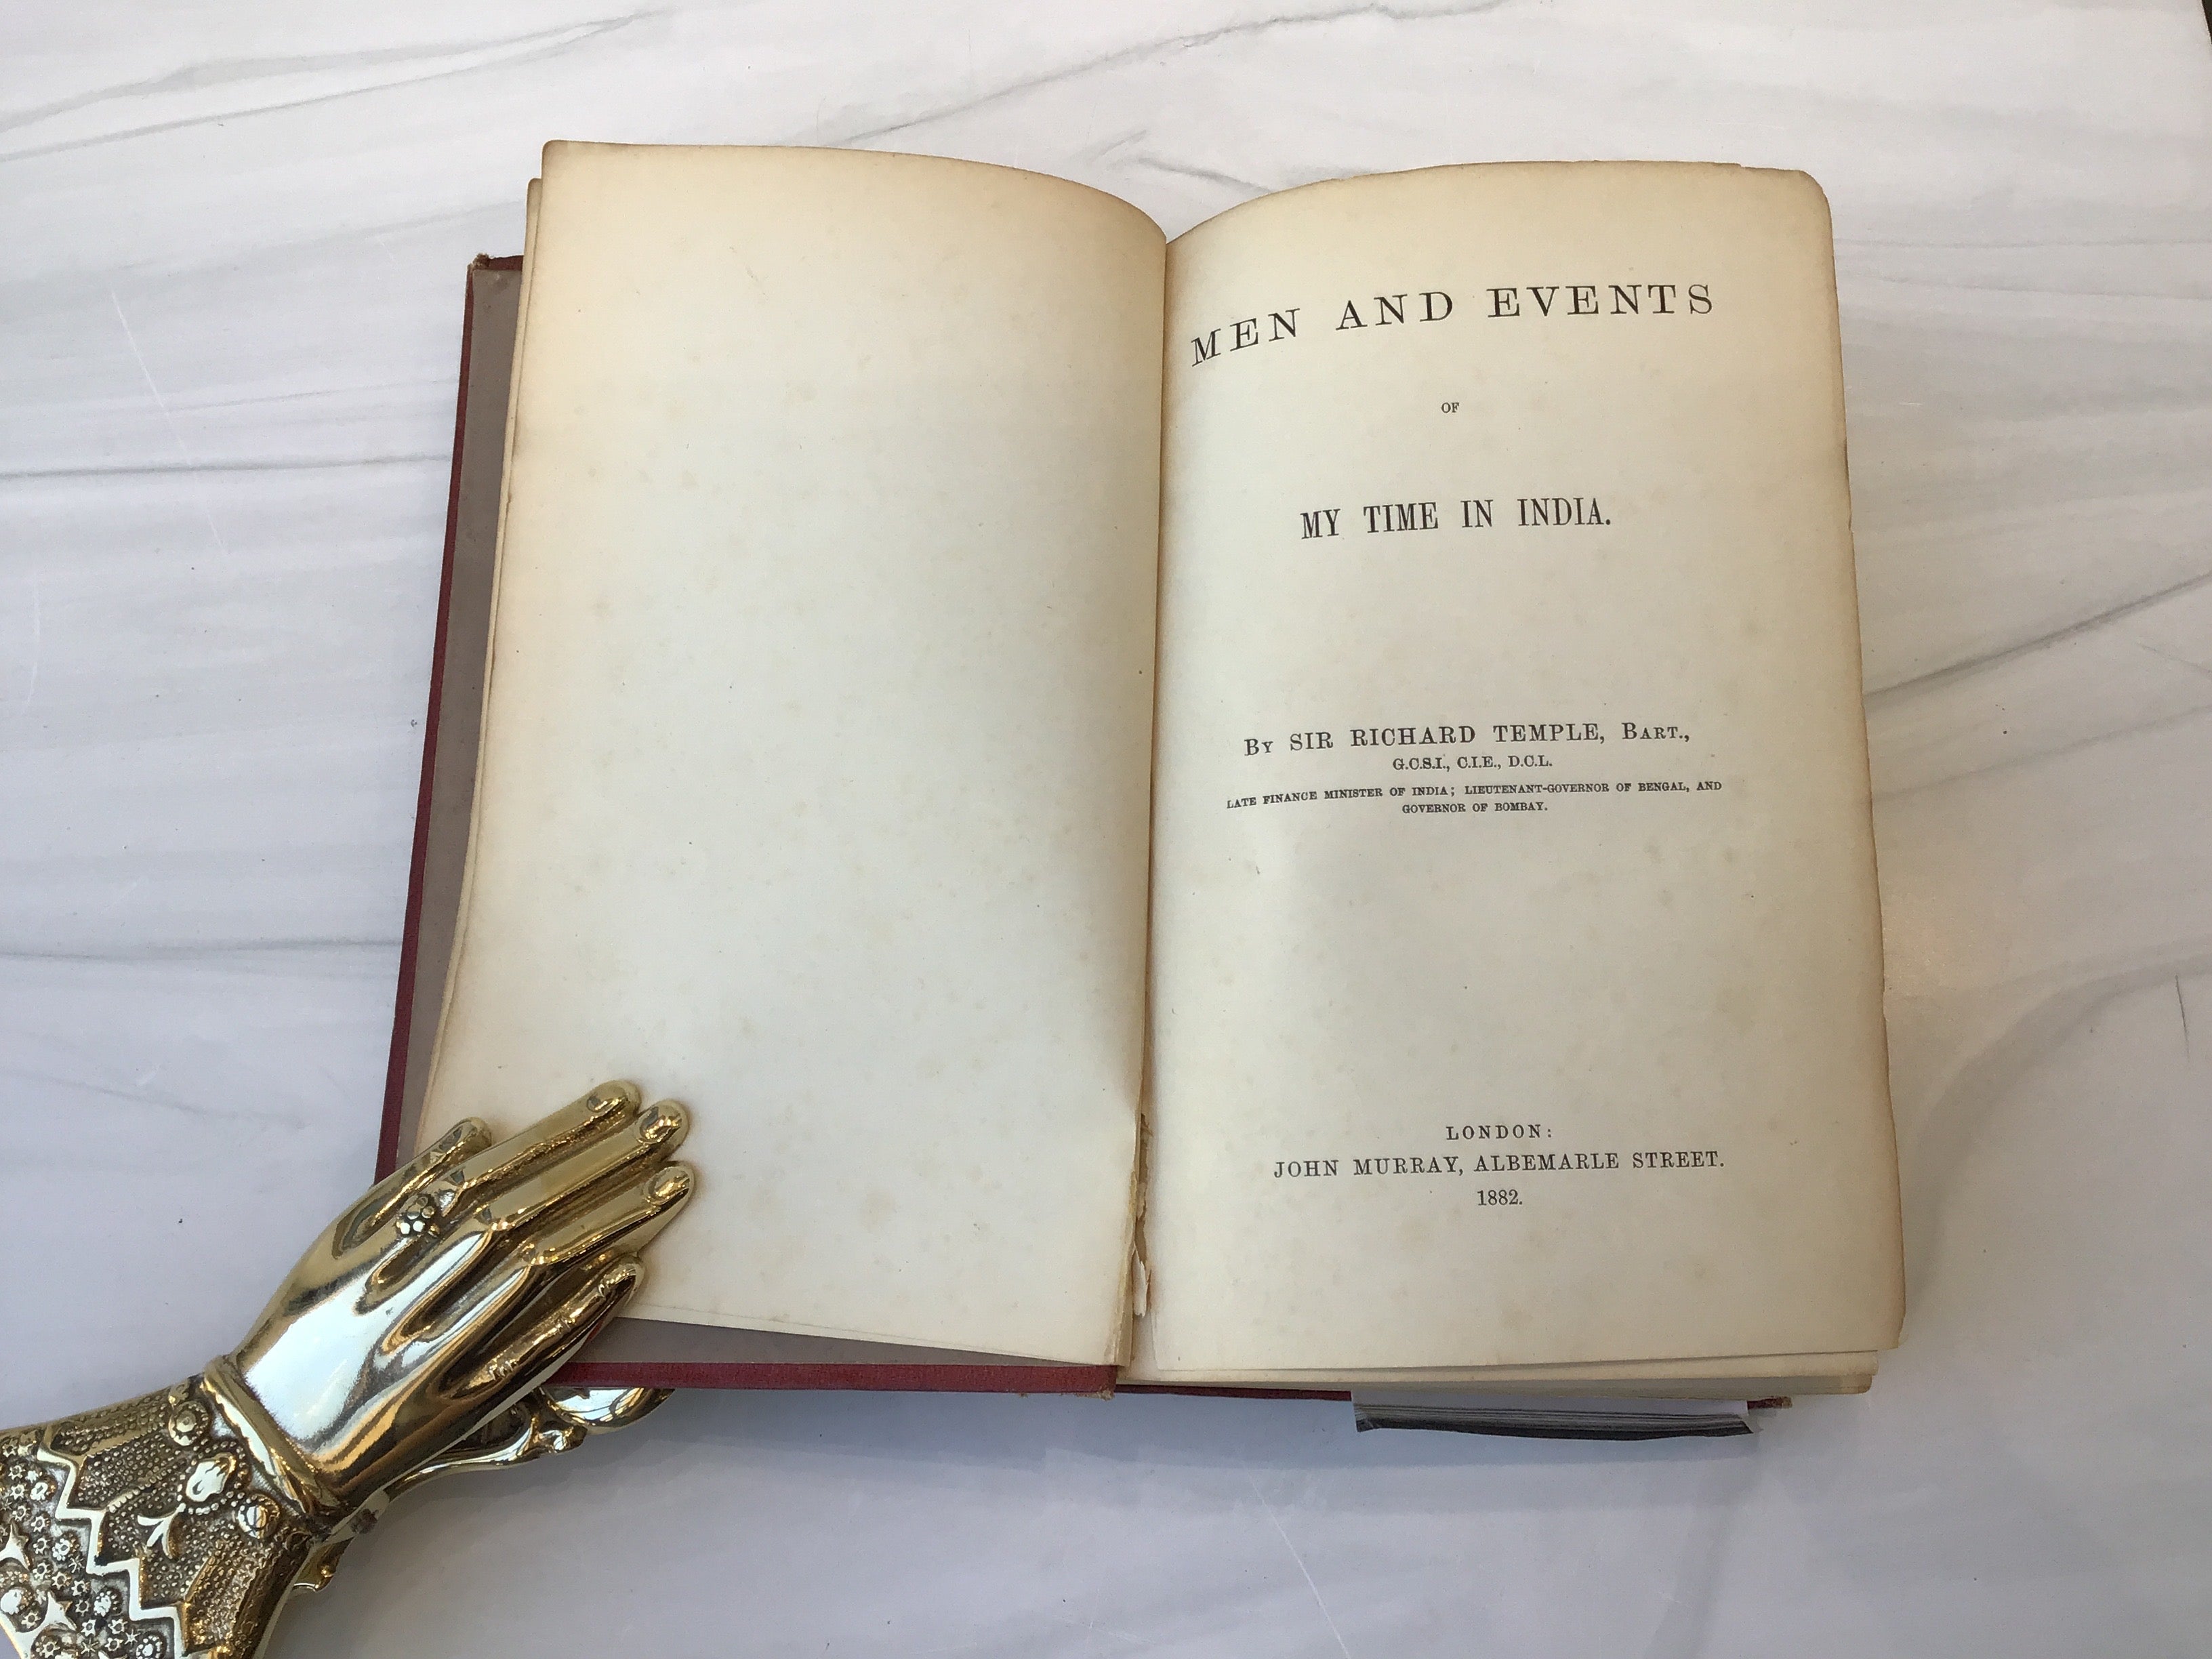 MEN AND EVENTS
OF
MY TIME IN INDIA.
By SIR RICHARD TEMPLE, Bart.,
G.C.S.I., C.I.E., D.C.L.
LATE FINANCE MINISTER OF INDIA; LIEUTENANT-GOVERNOR OF BENGAL, AND
GOVERNOR OF BOMBAY.
LONDON:
JOHN MURRAY, ALBEMARLE STREET.
1882.